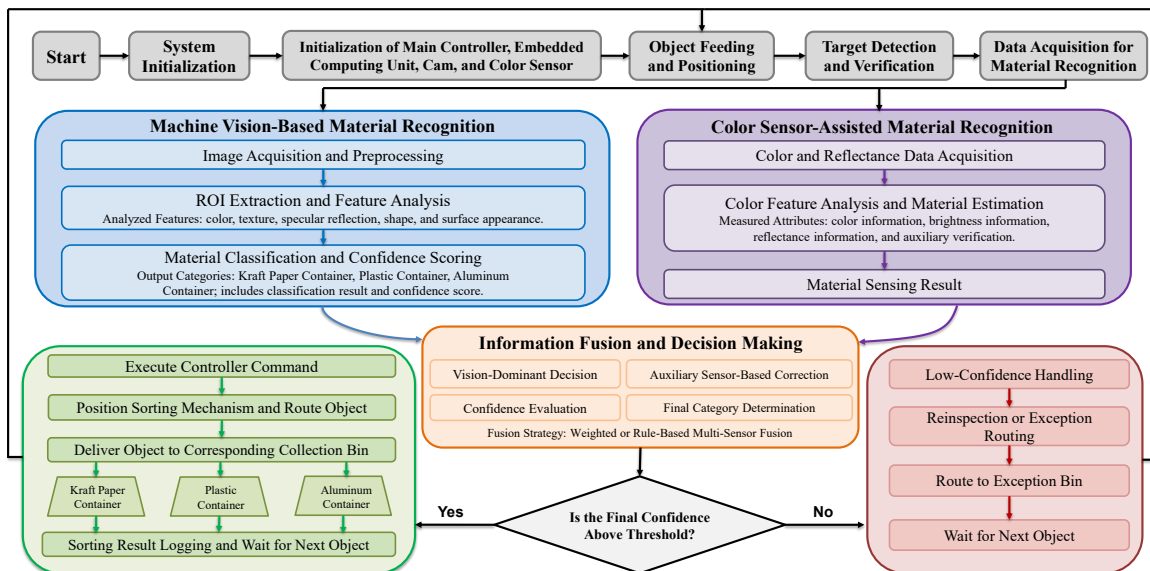 Start
System
Initialization
Initialization of Main Controller, Embedded
Computing Unit, Cam, and Color Sensor
Object Feeding
and Positioning
Target Detection
and Verification
Data Acquisition for
Material Recognition
Machine Vision-Based Material Recognition
Image Acquisition and Preprocessing
ROI Extraction and Feature Analysis
Analyzed Features: color, texture, specular reflection, shape, and surface appearance.
Material Classification and Confidence Scoring
Output Categories: Kraft Paper Container, Plastic Container, Aluminum
Container; includes classification result and confidence score.
Color Sensor-Assisted Material Recognition
Color and Reflectance Data Acquisition
Color Feature Analysis and Material Estimation
Measured Attributes: color information, brightness information,
reflectance information, and auxiliary verification.
Material Sensing Result
Information Fusion and Decision Making
Vision-Dominant Decision
Auxiliary Sensor-Based Correction
Confidence Evaluation
Final Category Determination
Fusion Strategy: Weighted or Rule-Based Multi-Sensor Fusion
Is the Final Confidence
Above Threshold?
Yes
No
Execute Controller Command
Position Sorting Mechanism and Route Object
Deliver Object to Corresponding Collection Bin
Kraft Paper
Container
Plastic
Container
Aluminum
Container
Sorting Result Logging and Wait for Next Object
Low-Confidence Handling
Reinspection or Exception
Routing
Route to Exception Bin
Wait for Next Object